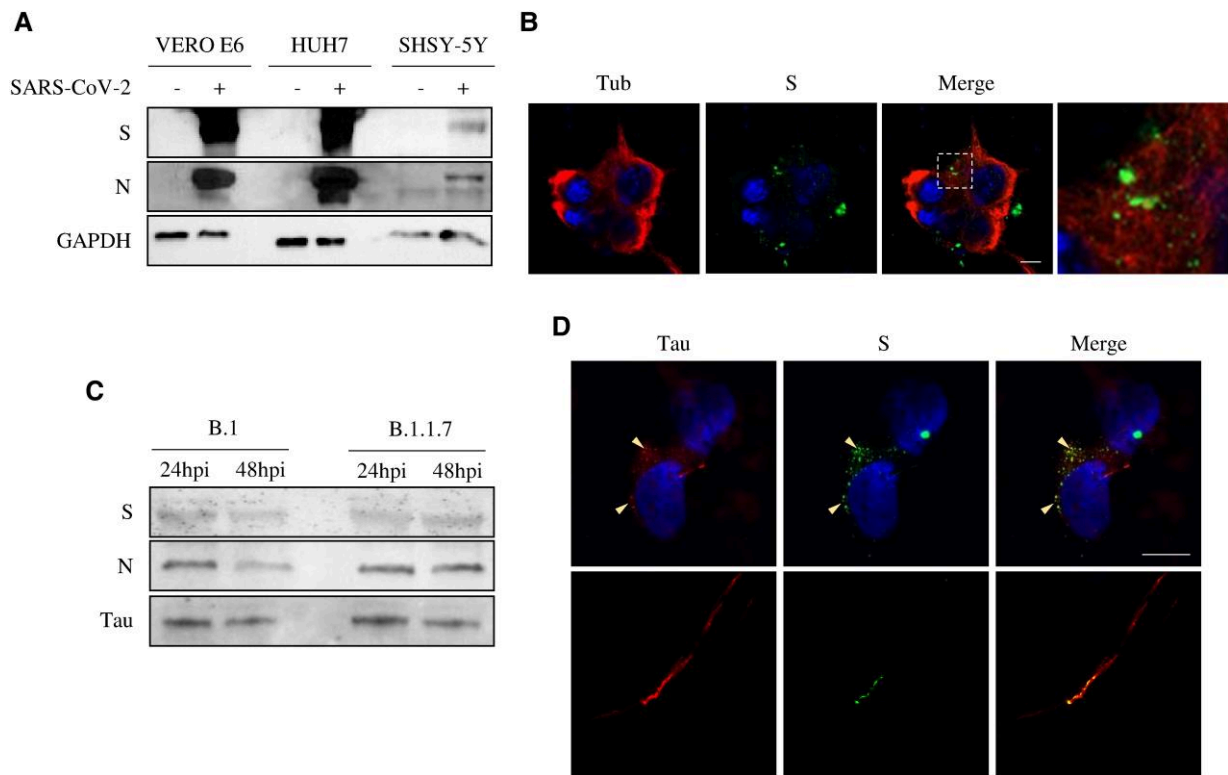 A
VERO E6 HUH7 SHSY-5Y
SARS-CoV-2 - + - + - +
S
N
GAPDH
B
Tub S Merge
C
B.1 B.1.1.7
24hpi 48hpi 24hpi 48hpi
S
N
Tau
D
Tau S Merge